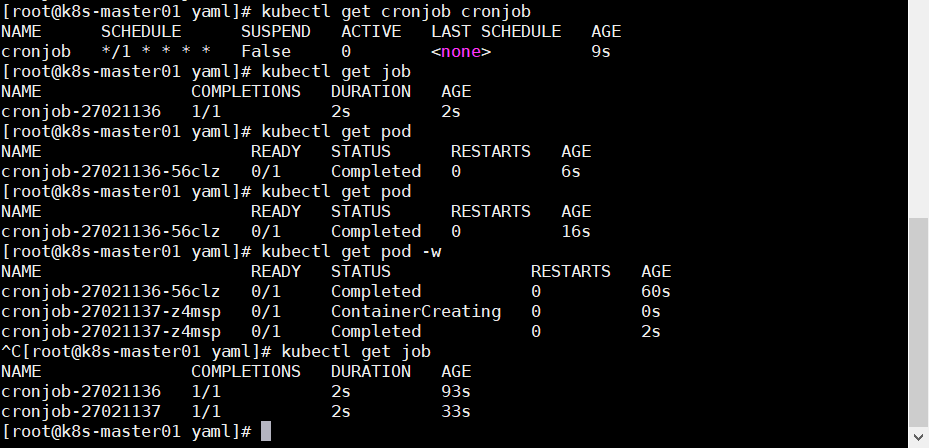 [root@k8s-master01 yaml]# kubectl get cronjob cronjob
NAME      SCHEDULE      SUSPEND   ACTIVE   LAST SCHEDULE   AGE
cronjob   */1 * * * *   False     0        <none>          9s
[root@k8s-master01 yaml]# kubectl get job
NAME               COMPLETIONS   DURATION   AGE
cronjob-27021136   1/1           2s         2s
[root@k8s-master01 yaml]# kubectl get pod
NAME                     READY   STATUS      RESTARTS   AGE
cronjob-27021136-56clz   0/1     Completed   0          6s
[root@k8s-master01 yaml]# kubectl get pod
NAME                     READY   STATUS      RESTARTS   AGE
cronjob-27021136-56clz   0/1     Completed   0          16s
[root@k8s-master01 yaml]# kubectl get pod -w
NAME                     READY   STATUS              RESTARTS   AGE
cronjob-27021136-56clz   0/1     Completed           0          60s
cronjob-27021137-z4msp   0/1     ContainerCreating   0          0s
cronjob-27021137-z4msp   0/1     Completed           0          2s
^C[root@k8s-master01 yaml]# kubectl get job
NAME               COMPLETIONS   DURATION   AGE
cronjob-27021136   1/1           2s         93s
cronjob-27021137   1/1           2s         33s
[root@k8s-master01 yaml]#